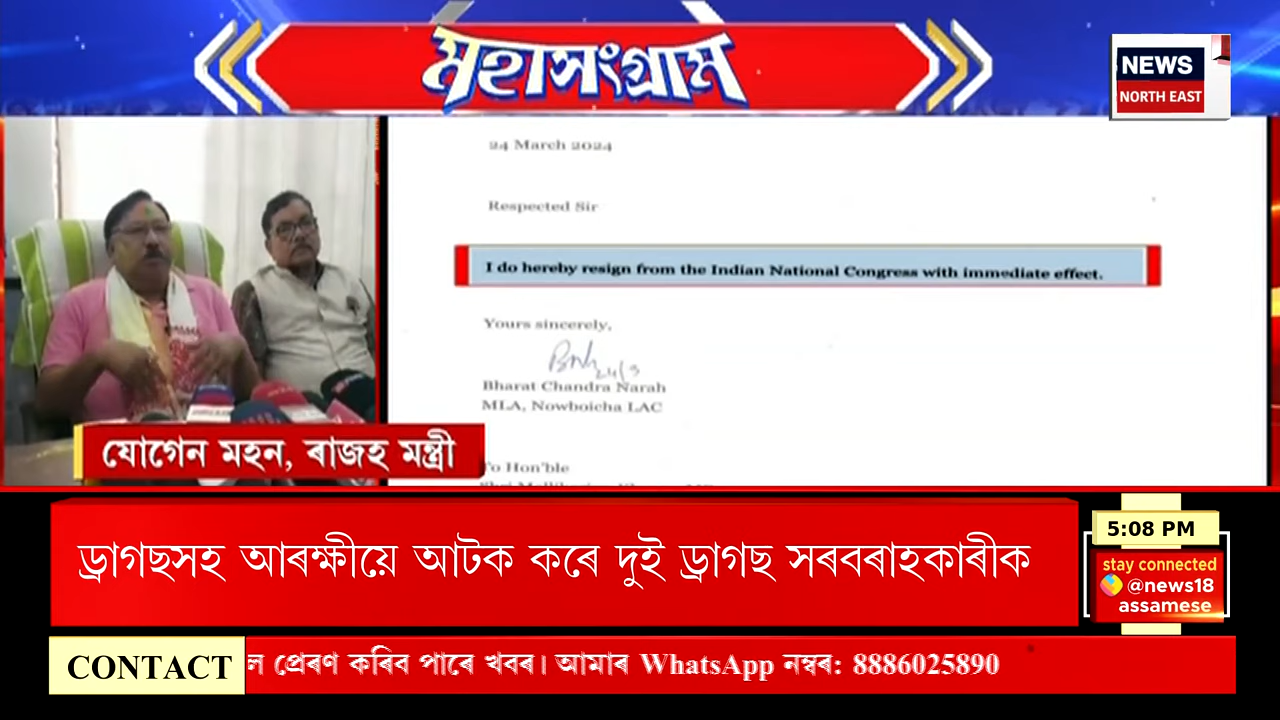 মহাসংগ্ৰাম
NEWS
NORTH EAST
24 March 2024
Respected Sir
I do hereby resign from the Indian National Congress with immediate effect.
Yours sincerely,
24/3
Bharat Chandra Narah
MLA, Nowboicha LAC
To Hon'ble
যোগেন মহন, ৰাজহ মন্ত্ৰী
ড্ৰাগছসহ আৰক্ষীয়ে আটক কৰে দুই ড্ৰাগছ সৰবৰাহকাৰীক
5:08 PM
stay connected
@news18
assamese
CONTACT
প্ৰেৰণ কৰিব পাৰে খবৰ। আমাৰ WhatsApp নম্বৰ: 8886025890